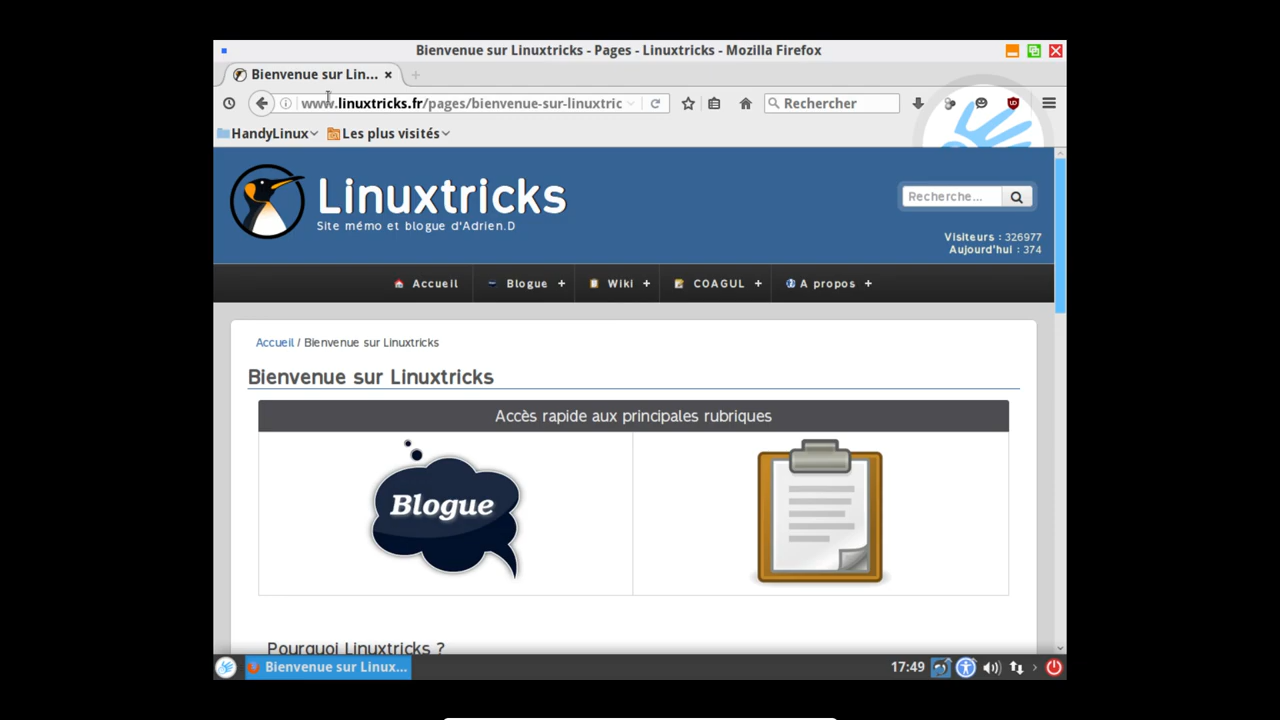 Bienvenue sur Linuxtricks - Pages - Linuxtricks - Mozilla Firefox
Bienvenue sur Lin...
www.linuxtricks.fr/pages/bienvenue-sur-linuxtric
Rechercher
HandyLinux
Les plus visités
Linuxtricks
Site mémo et blogue d'Adrien.D
Recherche...
Visiteurs : 326977
Aujourd'hui : 374
Accueil
Blogue +
Wiki +
COAGUL +
A propos +
Accueil / Bienvenue sur Linuxtricks
Bienvenue sur Linuxtricks
Accès rapide aux principales rubriques
Blogue
Pourquoi Linuxtricks ?
Bienvenue sur Linux...
17:49